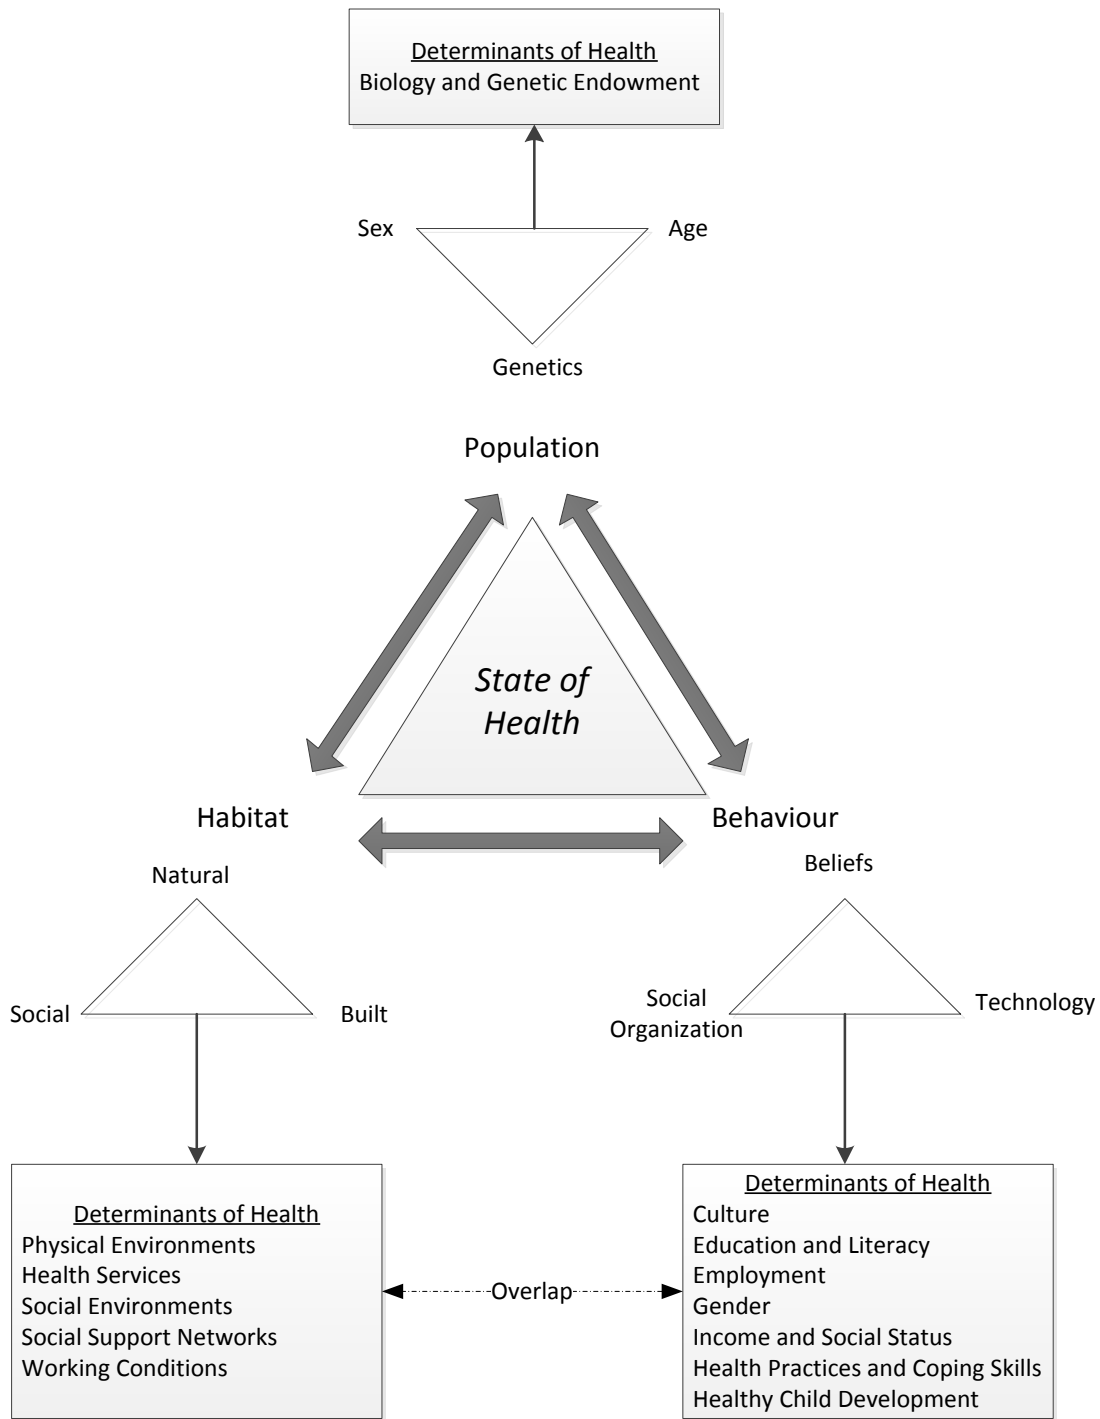 Determinants of Health
Biology and Genetic Endowment
Sex
Age
Genetics
Population
State of
Health
Habitat
Behaviour
Natural
Social
Built
Beliefs
Social
Organization
Technology
Determinants of Health
Physical Environments
Health Services
Social Environments
Social Support Networks
Working Conditions
Overlap
Determinants of Health
Culture
Education and Literacy
Employment
Gender
Income and Social Status
Health Practices and Coping Skills
Healthy Child Development